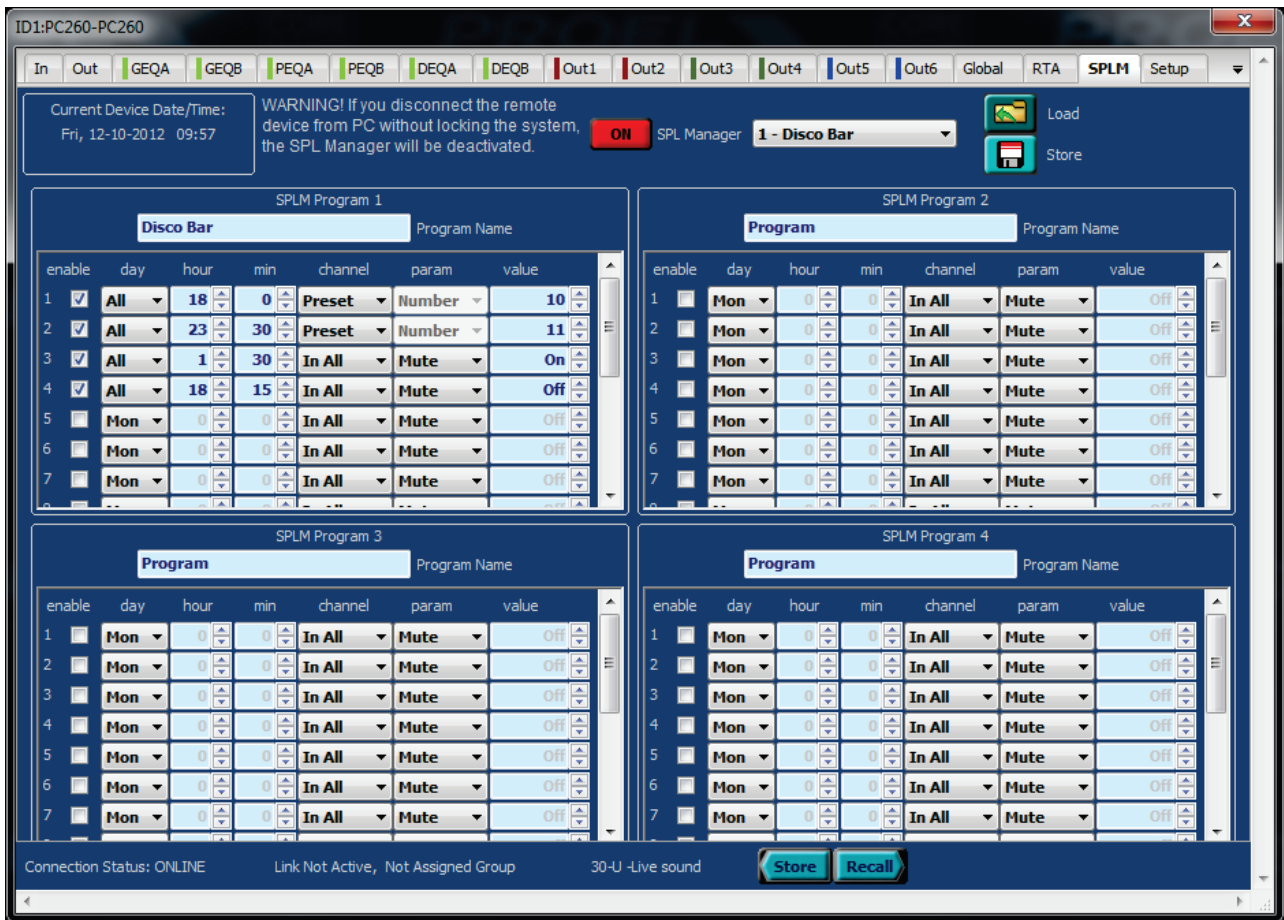 ID1:PC260-PC260
In Out GEQA GEQB PEQA PEQB DEQA DEQB Out1 Out2 Out3 Out4 Out5 Out6 Global RTA SPLM Setup
Current Device Date/Time:
Fri, 12-10-2012 09:57
WARNING! If you disconnect the remote
device from PC without locking the system,
the SPL Manager will be deactivated.
ON SPL Manager 1 - Disco Bar
Load
Store
SPLM Program 1
Disco Bar Program Name
enable day hour min channel param value
1 All 18 0 Preset Number 10
2 All 23 30 Preset Number 11
3 All 1 30 In All Mute On
4 All 18 15 In All Mute Off
5 Mon 0 0 In All Mute Off
6 Mon 0 0 In All Mute Off
7 Mon 0 0 In All Mute Off
SPLM Program 2
Program Program Name
enable day hour min channel param value
1 Mon 0 0 In All Mute Off
2 Mon 0 0 In All Mute Off
3 Mon 0 0 In All Mute Off
4 Mon 0 0 In All Mute Off
5 Mon 0 0 In All Mute Off
6 Mon 0 0 In All Mute Off
7 Mon 0 0 In All Mute Off
SPLM Program 3
Program Program Name
enable day hour min channel param value
1 Mon 0 0 In All Mute Off
2 Mon 0 0 In All Mute Off
3 Mon 0 0 In All Mute Off
4 Mon 0 0 In All Mute Off
5 Mon 0 0 In All Mute Off
6 Mon 0 0 In All Mute Off
7 Mon 0 0 In All Mute Off
SPLM Program 4
Program Program Name
enable day hour min channel param value
1 Mon 0 0 In All Mute Off
2 Mon 0 0 In All Mute Off
3 Mon 0 0 In All Mute Off
4 Mon 0 0 In All Mute Off
5 Mon 0 0 In All Mute Off
6 Mon 0 0 In All Mute Off
7 Mon 0 0 In All Mute Off
Connection Status: ONLINE Link Not Active, Not Assigned Group 30-U -Live sound Store Recall